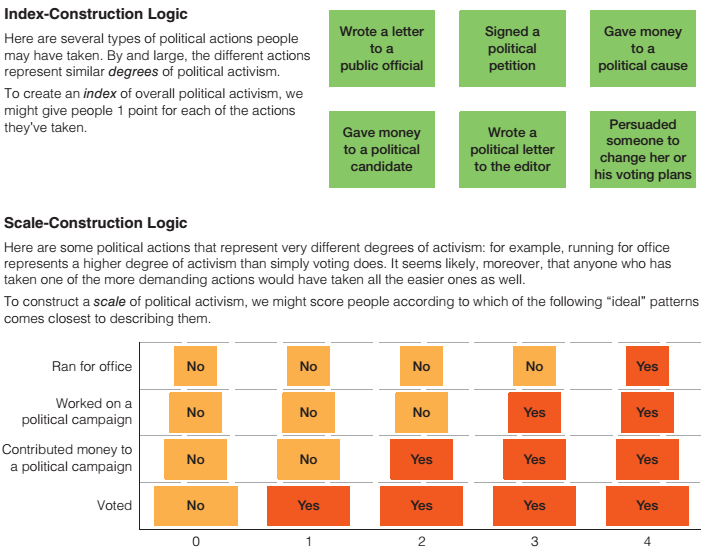 Index-Construction Logic
Here are several types of political actions people
may have taken. By and large, the different actions
represent similar degrees of political activism.
To create an index of overall political activism, we
might give people 1 point for each of the actions
they've taken.
Wrote a letter
to a
public official
Signed a
political
petition
Gave money
to a
political cause
Gave money
to a political
candidate
Wrote a
political letter
to the editor
Persuaded
someone to
change her or
his voting plans
Scale-Construction Logic
Here are some political actions that represent very different degrees of activism: for example, running for office
represents a higher degree of activism than simply voting does. It seems likely, moreover, that anyone who has
taken one of the more demanding actions would have taken all the easier ones as well.
To construct a scale of political activism, we might score people according to which of the following “ideal” patterns
comes closest to describing them.
Ran for office No No No No Yes
Worked on a
political campaign No No No Yes Yes
Contributed money to
a political campaign No No Yes Yes Yes
Voted No Yes Yes Yes Yes
0 1 2 3 4